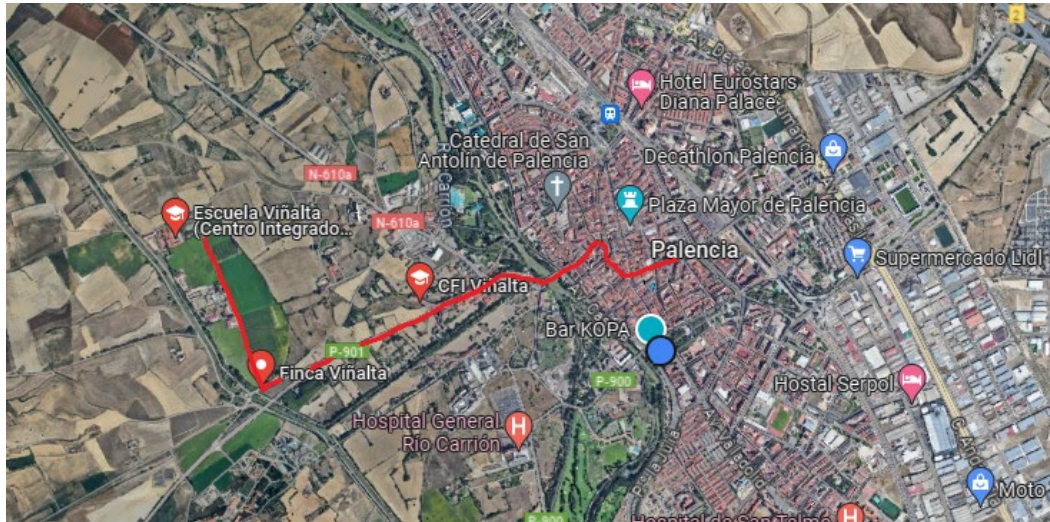 2
Hotel Eurostars
Diana Palace
Catedral de San
Antolín de Palencia
Decathlon Palencia
N-610a
Escuela Viñalta
(Centro Integrado...
N-610a
Plaza Mayor de Palencia
Palencia
Supermercado Lidl
CFI Viñalta
Bar KOPA
P-901
Finca Viñalta
P-900
Hostal Serpol
Hospital General
Río Carrión
Moto
P.º Isla 
H